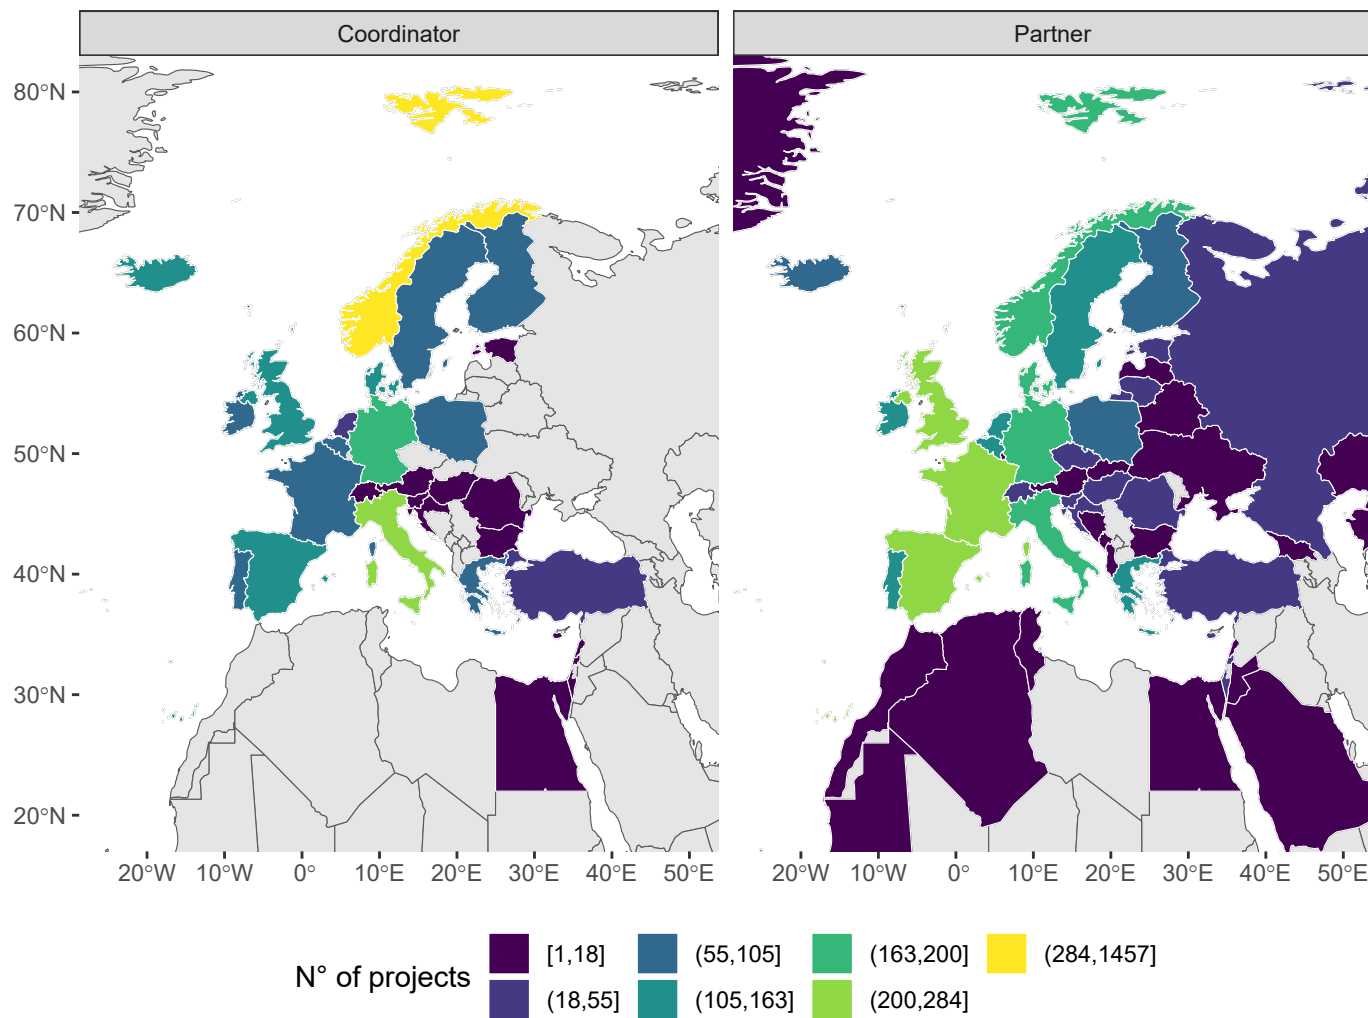 Coordinator
Partner
80°N
70°N
60°N
50°N
40°N
30°N
20°N
20°W 10°W 0° 10°E 20°E 30°E 40°E 50°E
20°W 10°W 0° 10°E 20°E 30°E 40°E 50°E
N° of projects
[1,18] (55,105] (163,200] (284,1457]
(18,55] (105,163] (200,284]